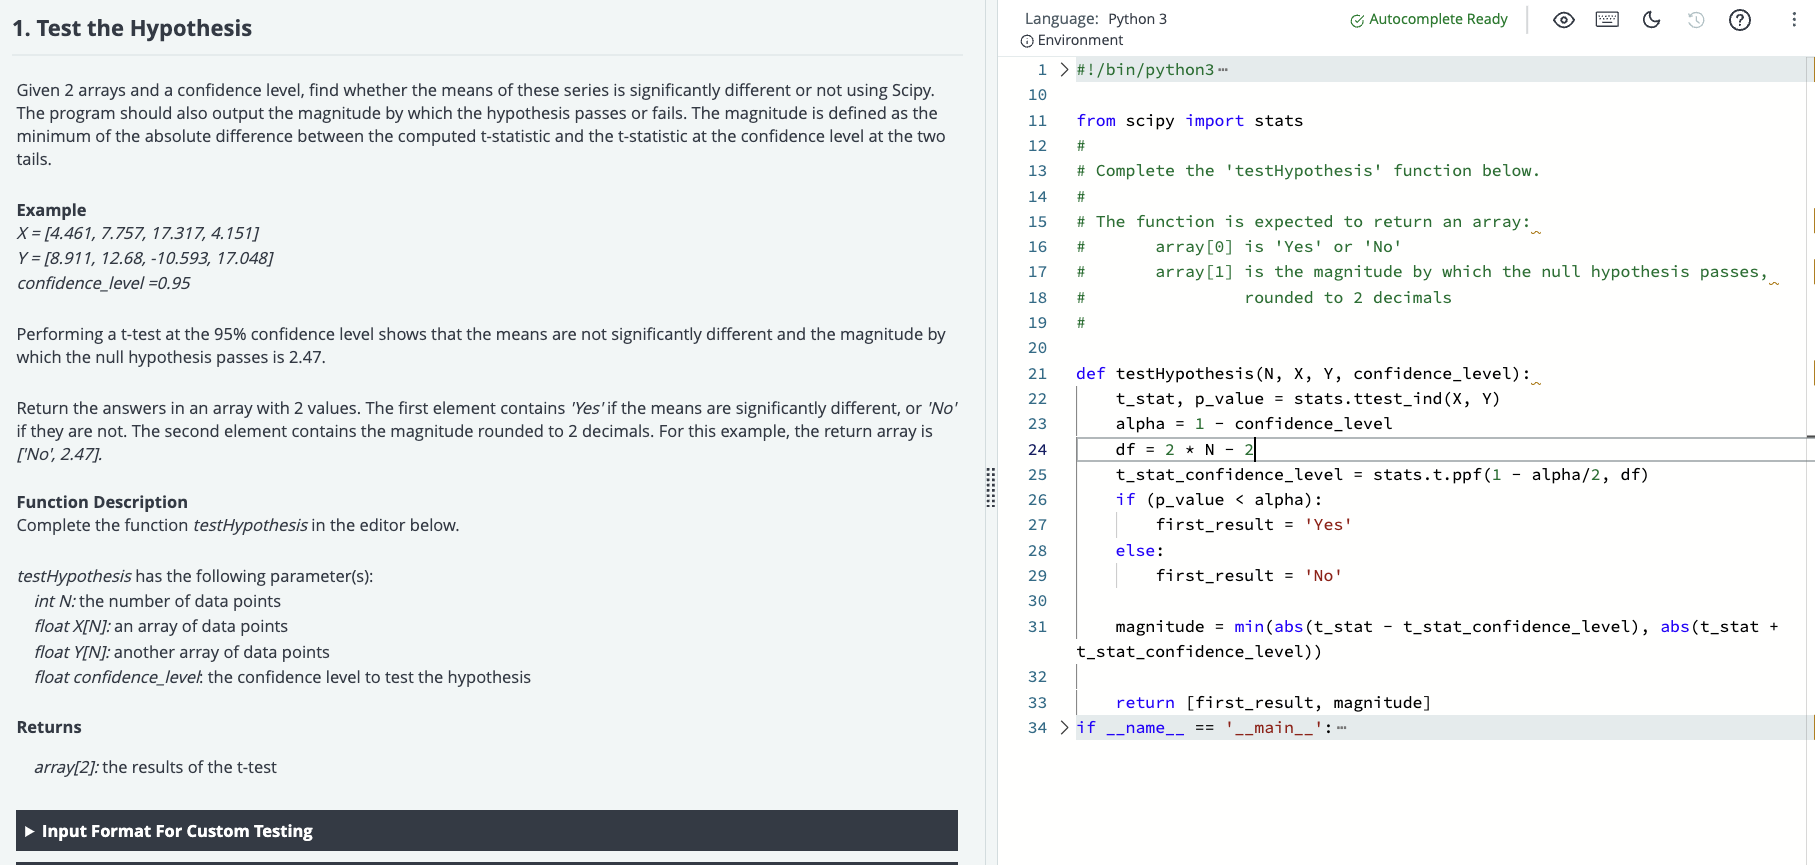 1. Test the Hypothesis
Given 2 arrays and a confidence level, find whether the means of these series is significantly different or not using Scipy.
The program should also output the magnitude by which the hypothesis passes or fails. The magnitude is defined as the
minimum of the absolute difference between the computed t-statistic and the t-statistic at the confidence level at the two
tails.
Example
X = [4.461, 7.757, 17.317, 4.151]
Y = [8.911, 12.68, -10.593, 17.048]
confidence_level =0.95
Performing a t-test at the 95% confidence level shows that the means are not significantly different and the magnitude by
which the null hypothesis passes is 2.47.
Return the answers in an array with 2 values. The first element contains 'Yes' if the means are significantly different, or 'No'
if they are not. The second element contains the magnitude rounded to 2 decimals. For this example, the return array is
['No', 2.47].
Function Description
Complete the function testHypothesis in the editor below.
testHypothesis has the following parameter(s):
int N: the number of data points
float X[N]: an array of data points
float Y[N]: another array of data points
float confidence_level: the confidence level to test the hypothesis
Returns
array[2]: the results of the t-test
▶ Input Format For Custom Testing
Language: Python 3
Autocomplete Ready
Environment
1 #!/bin/python3⋯
10
11 from scipy import stats
12 #
13 # Complete the 'testHypothesis' function below.
14 #
15 # The function is expected to return an array:
16 #       array[0] is 'Yes' or 'No'
17 #       array[1] is the magnitude by which the null hypothesis passes,
18 #                rounded to 2 decimals
19 #
20
21 def testHypothesis(N, X, Y, confidence_level):
22     t_stat, p_value = stats.ttest_ind(X, Y)
23     alpha = 1 - confidence_level
24     df = 2 * N - 2
25     t_stat_confidence_level = stats.t.ppf(1 - alpha/2, df)
26     if (p_value < alpha):
27         first_result = 'Yes'
28     else:
29         first_result = 'No'
30
31     magnitude = min(abs(t_stat - t_stat_confidence_level), abs(t_stat +
t_stat_confidence_level))
32
33     return [first_result, magnitude]
34 if __name__ == '__main__':⋯